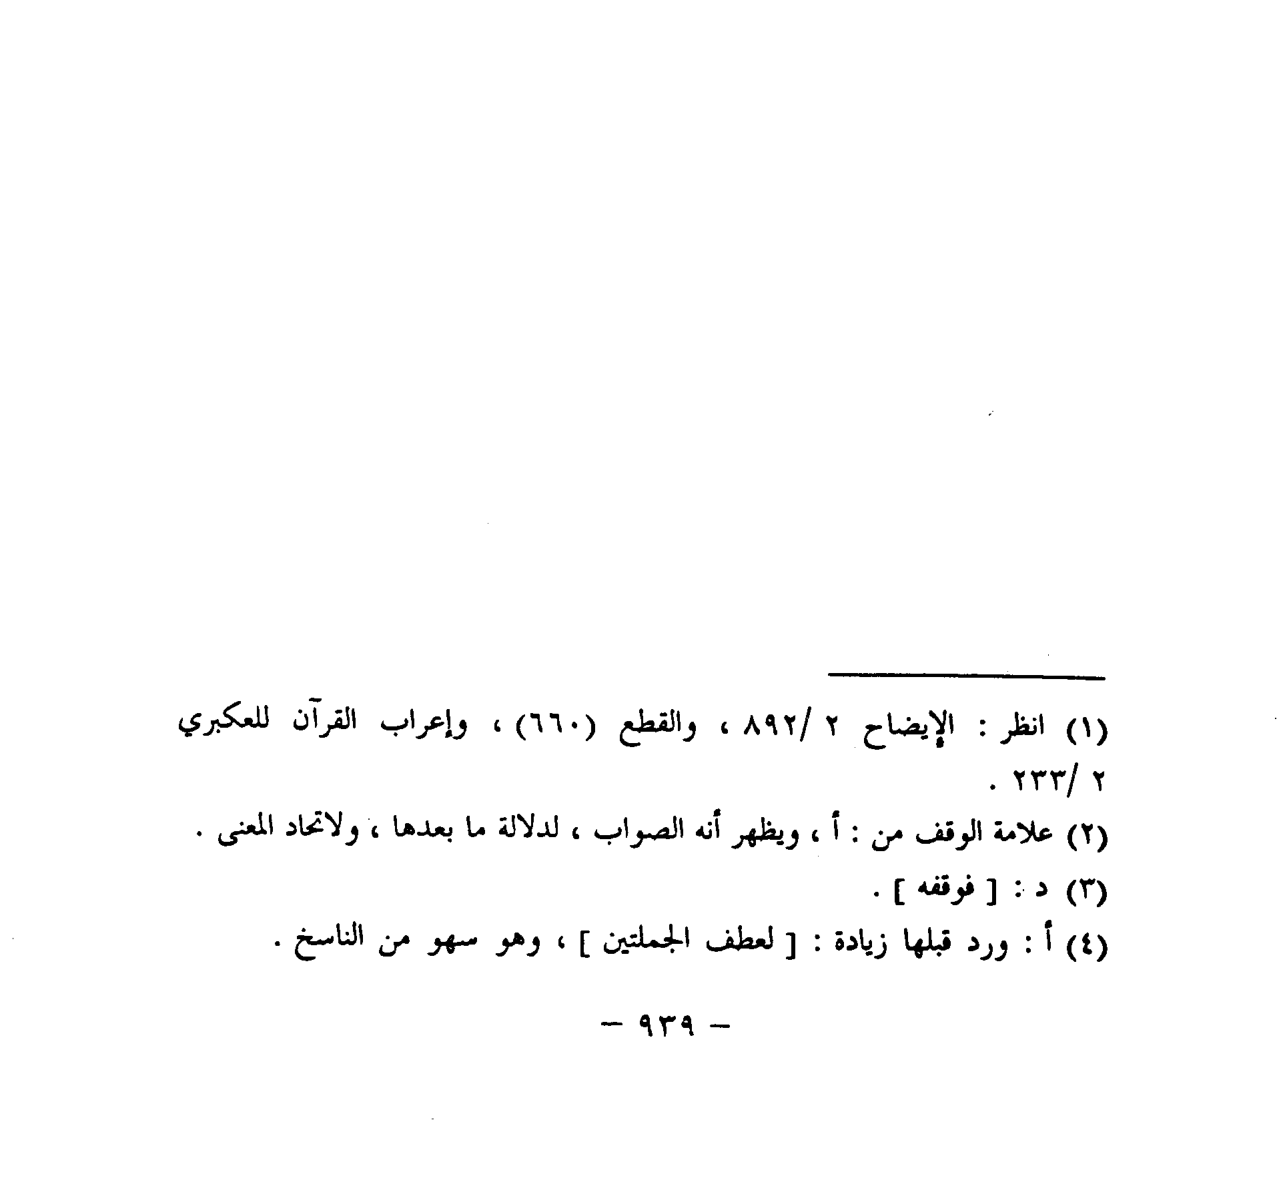 (١) انظر : الإيضاح ٢ /٨٩٢ ، والقطع (٦٦٠) ، وإعراب القرآن للعكبري
٢ /٢٣٣ .
(٢) علامة الوقف من : أ ، ويظهر أنه الصواب ، لدلالة ما بعدها ، ولاتحاد المعنى .
(٣) د : [ فوقفه ] .
(٤) أ : ورد قبلها زيادة : [ لعطف الجملتين ] ، وهو سهو من الناسخ .
– ٩٣٩ –